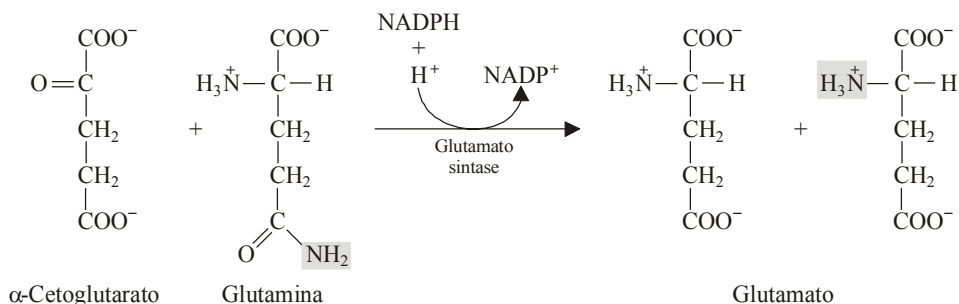 COO⁻
O=C
CH₂
CH₂
COO⁻
α-Cetoglutarato
+
COO⁻
H₃N⁺–C–H
CH₂
CH₂
C
O
NH₂
Glutamina
NADPH
+
H⁺
NADP⁺
Glutamato
sintase
COO⁻
H₃N⁺–C–H
CH₂
CH₂
COO⁻
+
COO⁻
H₃N⁺–C–H
CH₂
CH₂
COO⁻
Glutamato